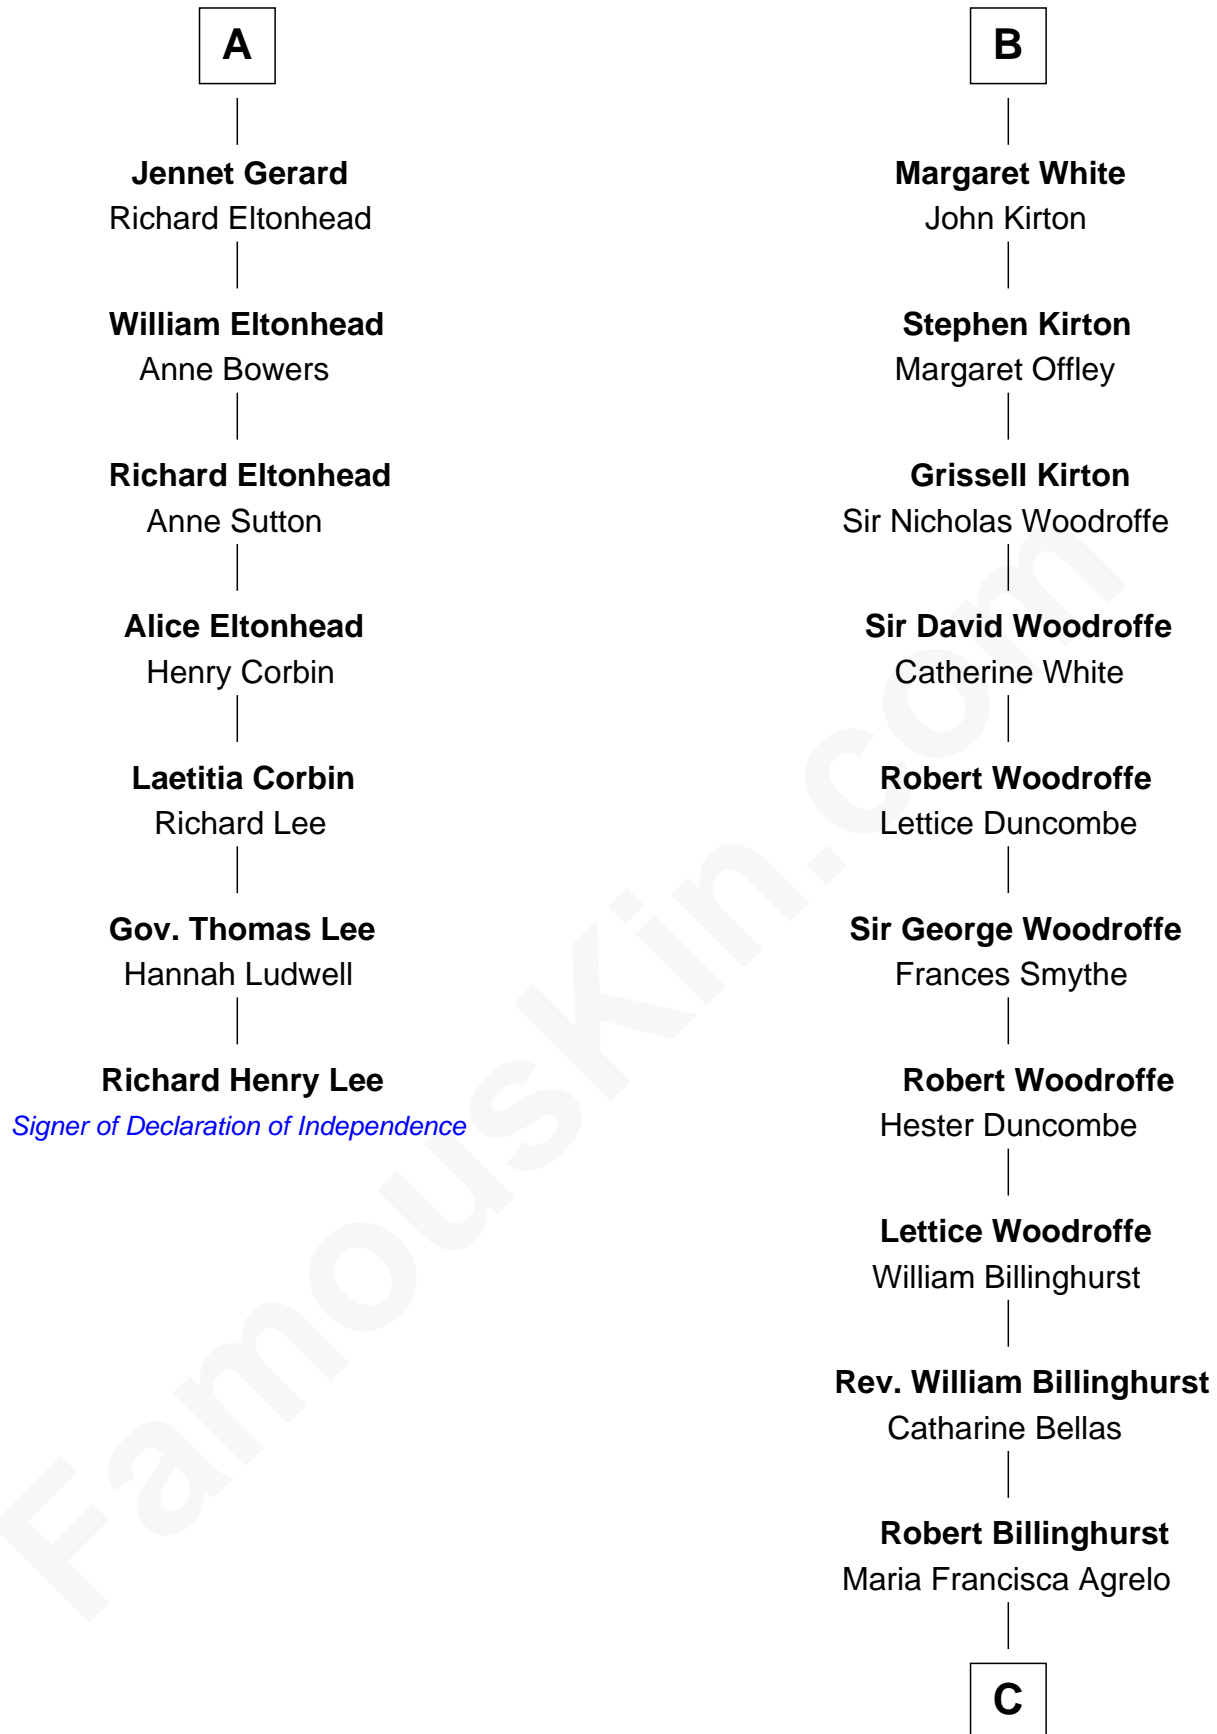 A
Jennet Gerard
Richard Eltonhead
William Eltonhead
Anne Bowers
Richard Eltonhead
Anne Sutton
Alice Eltonhead
Henry Corbin
Laetitia Corbin
Richard Lee
Gov. Thomas Lee
Hannah Ludwell
Richard Henry Lee
Signer of Declaration of Independence
B
Margaret White
John Kirton
Stephen Kirton
Margaret Offley
Grissell Kirton
Sir Nicholas Woodroffe
Sir David Woodroffe
Catherine White
Robert Woodroffe
Lettice Duncombe
Sir George Woodroffe
Frances Smythe
Robert Woodroffe
Hester Duncombe
Lettice Woodroffe
William Billinghurst
Rev. William Billinghurst
Catharine Bellas
Robert Billinghurst
Maria Francisca Agrelo
C
FamousKin.com